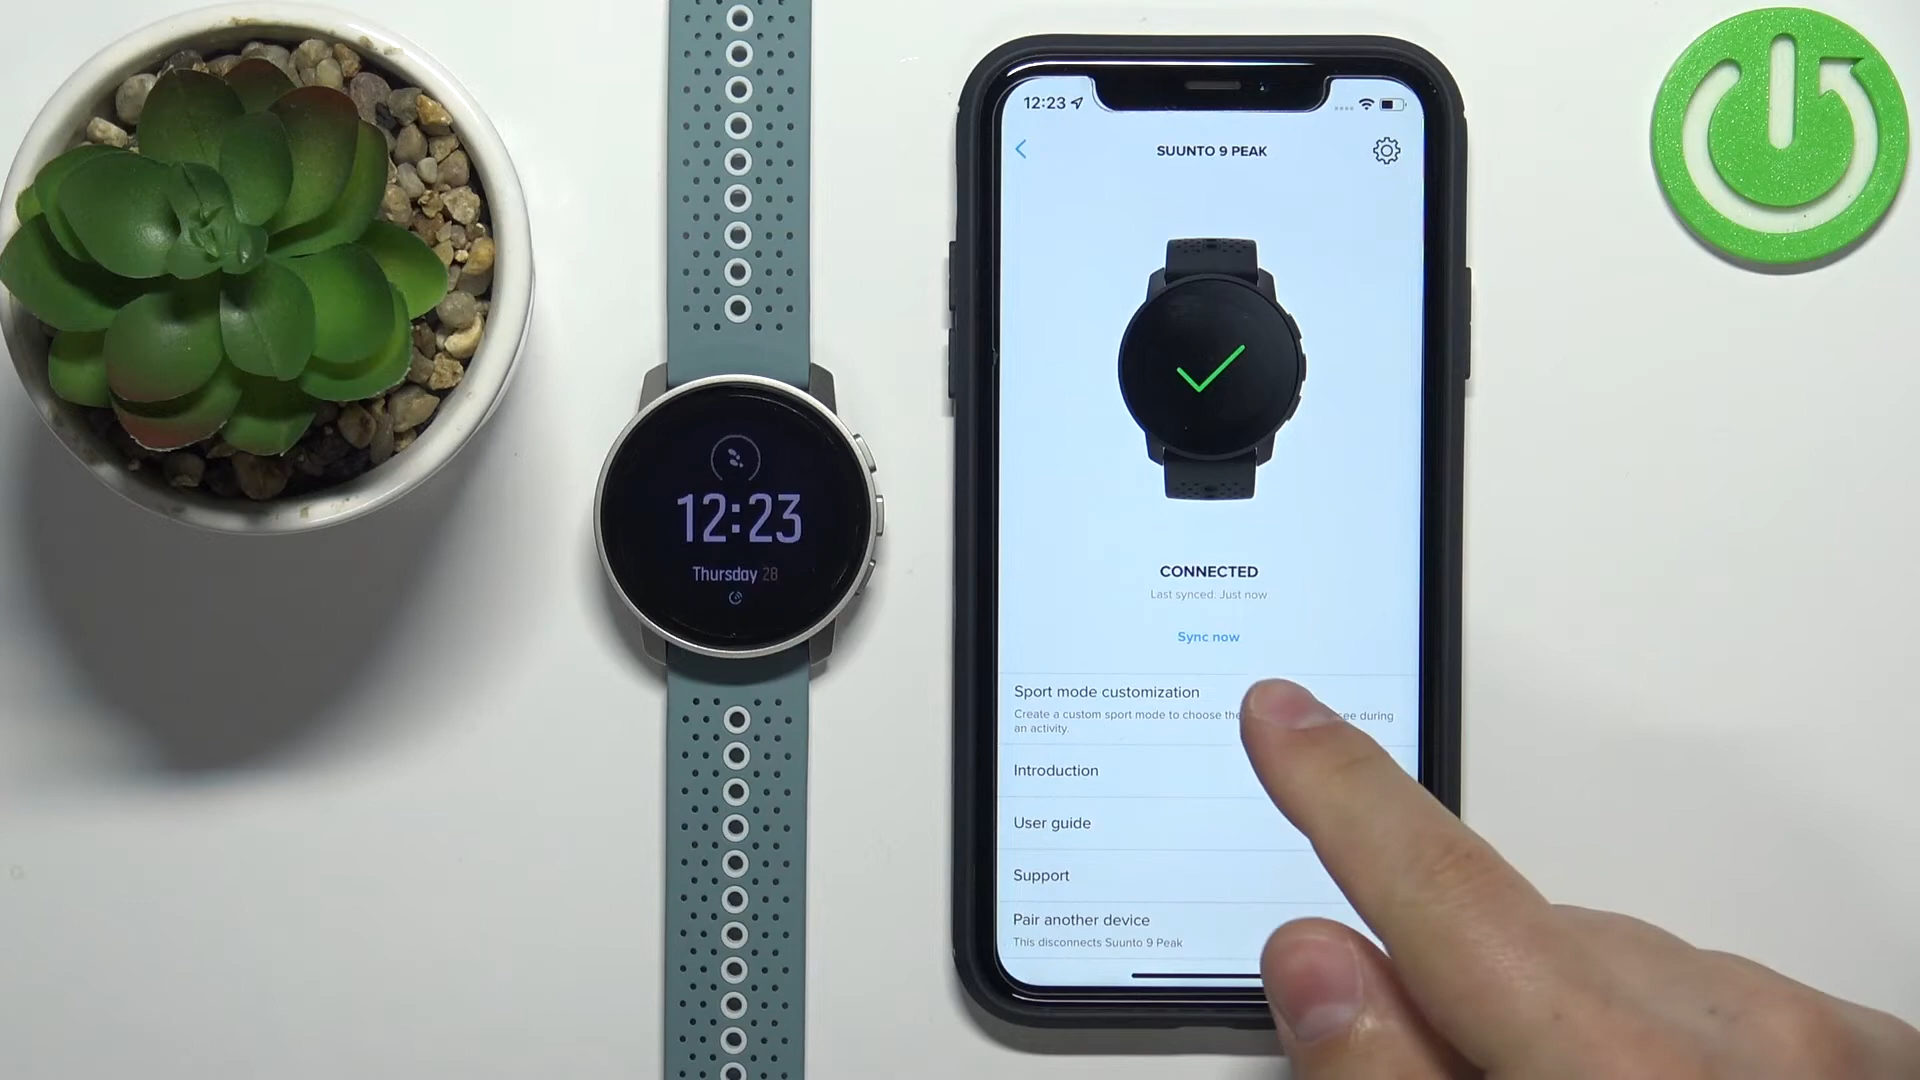 12:23
Thursday 28
12:23
SUUNTO 9 PEAK
CONNECTED
Last synced: Just now
Sync now
Sport mode customization
Create a custom sport mode to choose the see during
an activity.
Introduction
User guide
Support
Pair another device
This disconnects Suunto 9 Peak